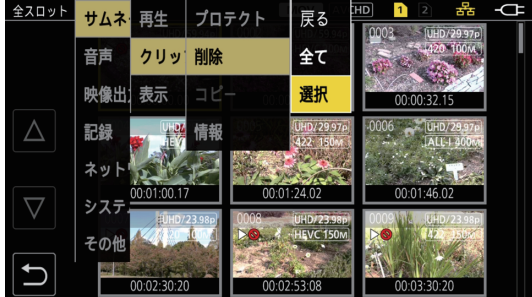 全スロット
サムネ
再生
プロテクト
戻る
HD
1
2
音声
クリッ
削除
全て
映像出
表示
コピー
選択
記録
情報
ネット
システ
その他
0003
UHD/29.97p
420 100M
00:00:32.15
UHD/
HEV
00:01:00.17
UHD/29.97p
422 150M
00:01:24.02
0006
UHD/29.97p
ALL-I 400M
00:01:46.02
UHD/23.98p
00:02:30:20
0008
UHD/23.98p
HEVC 150M
00:02:53:08
0009
UHD/23.98p
00:03:30:20